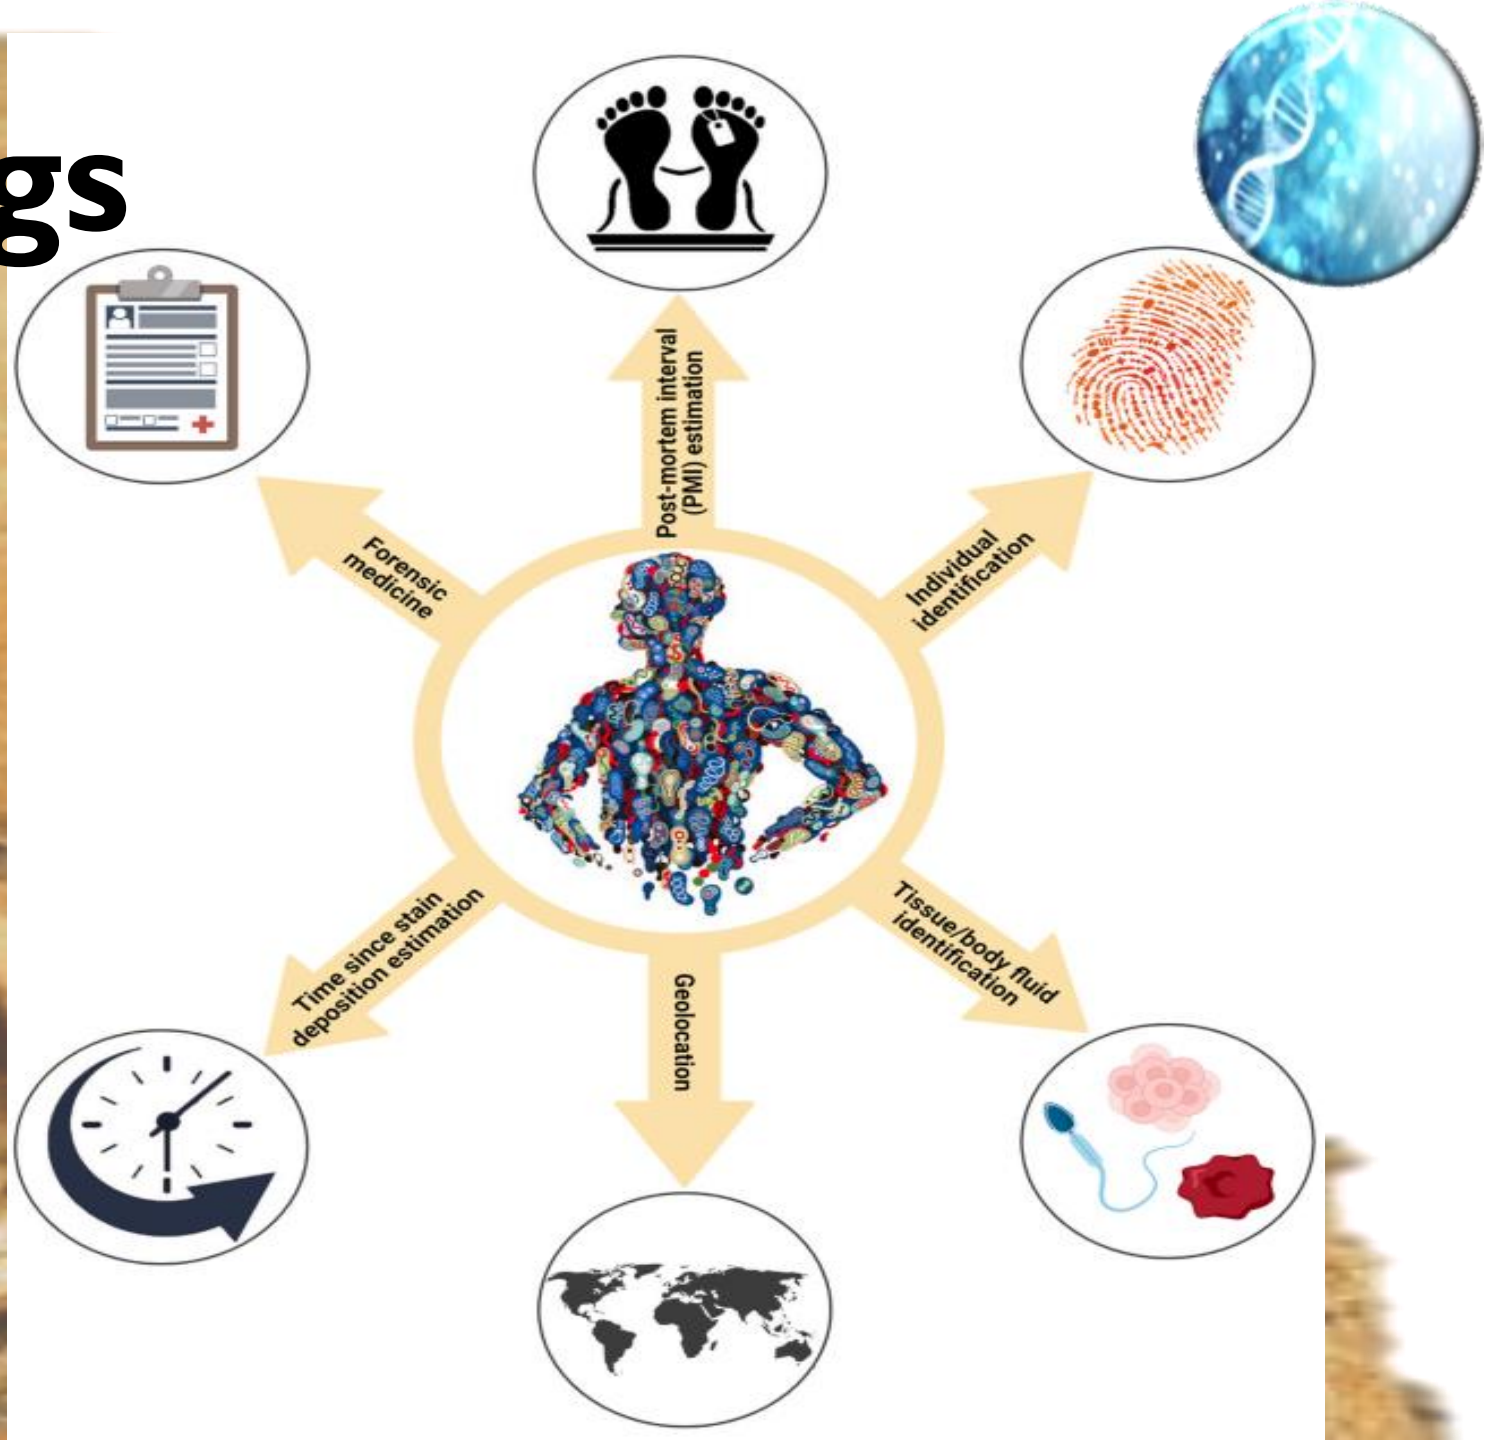 gs
Post-mortem interval
(PMI) estimation
Forensic
medicine
Individual
identification
Time since stain
deposition estimation
Geolocation
Tissue/body fluid
identification